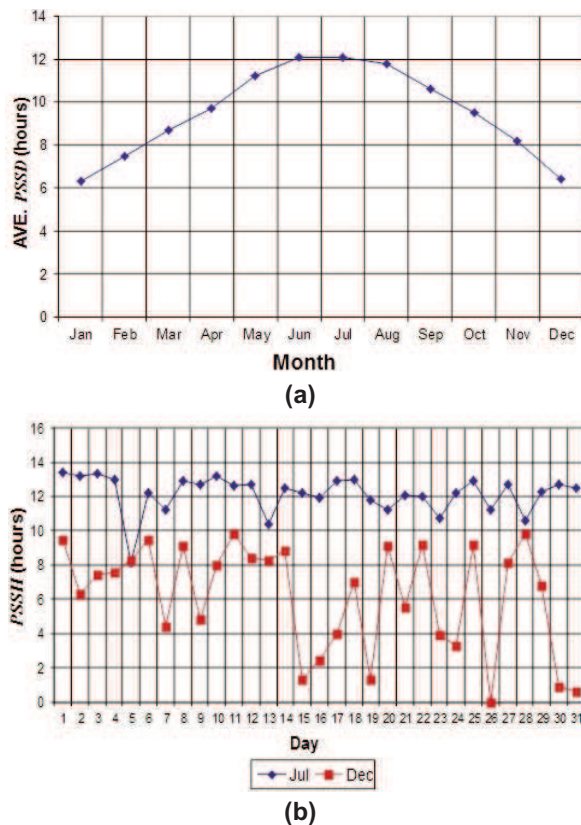 14
12
10
8
6
4
2
0
AVE. PSSD (hours)
Jan Feb Mar Apr May Jun Jul Aug Sep Oct Nov Dec
Month
(a)
16
14
12
10
8
6
4
2
0
PSSH (hours)
1 2 3 4 5 6 7 8 9 10 11 12 13 14 15 16 17 18 19 20 21 22 23 24 25 26 27 28 29 30 31
Day
Jul Dec
(b)